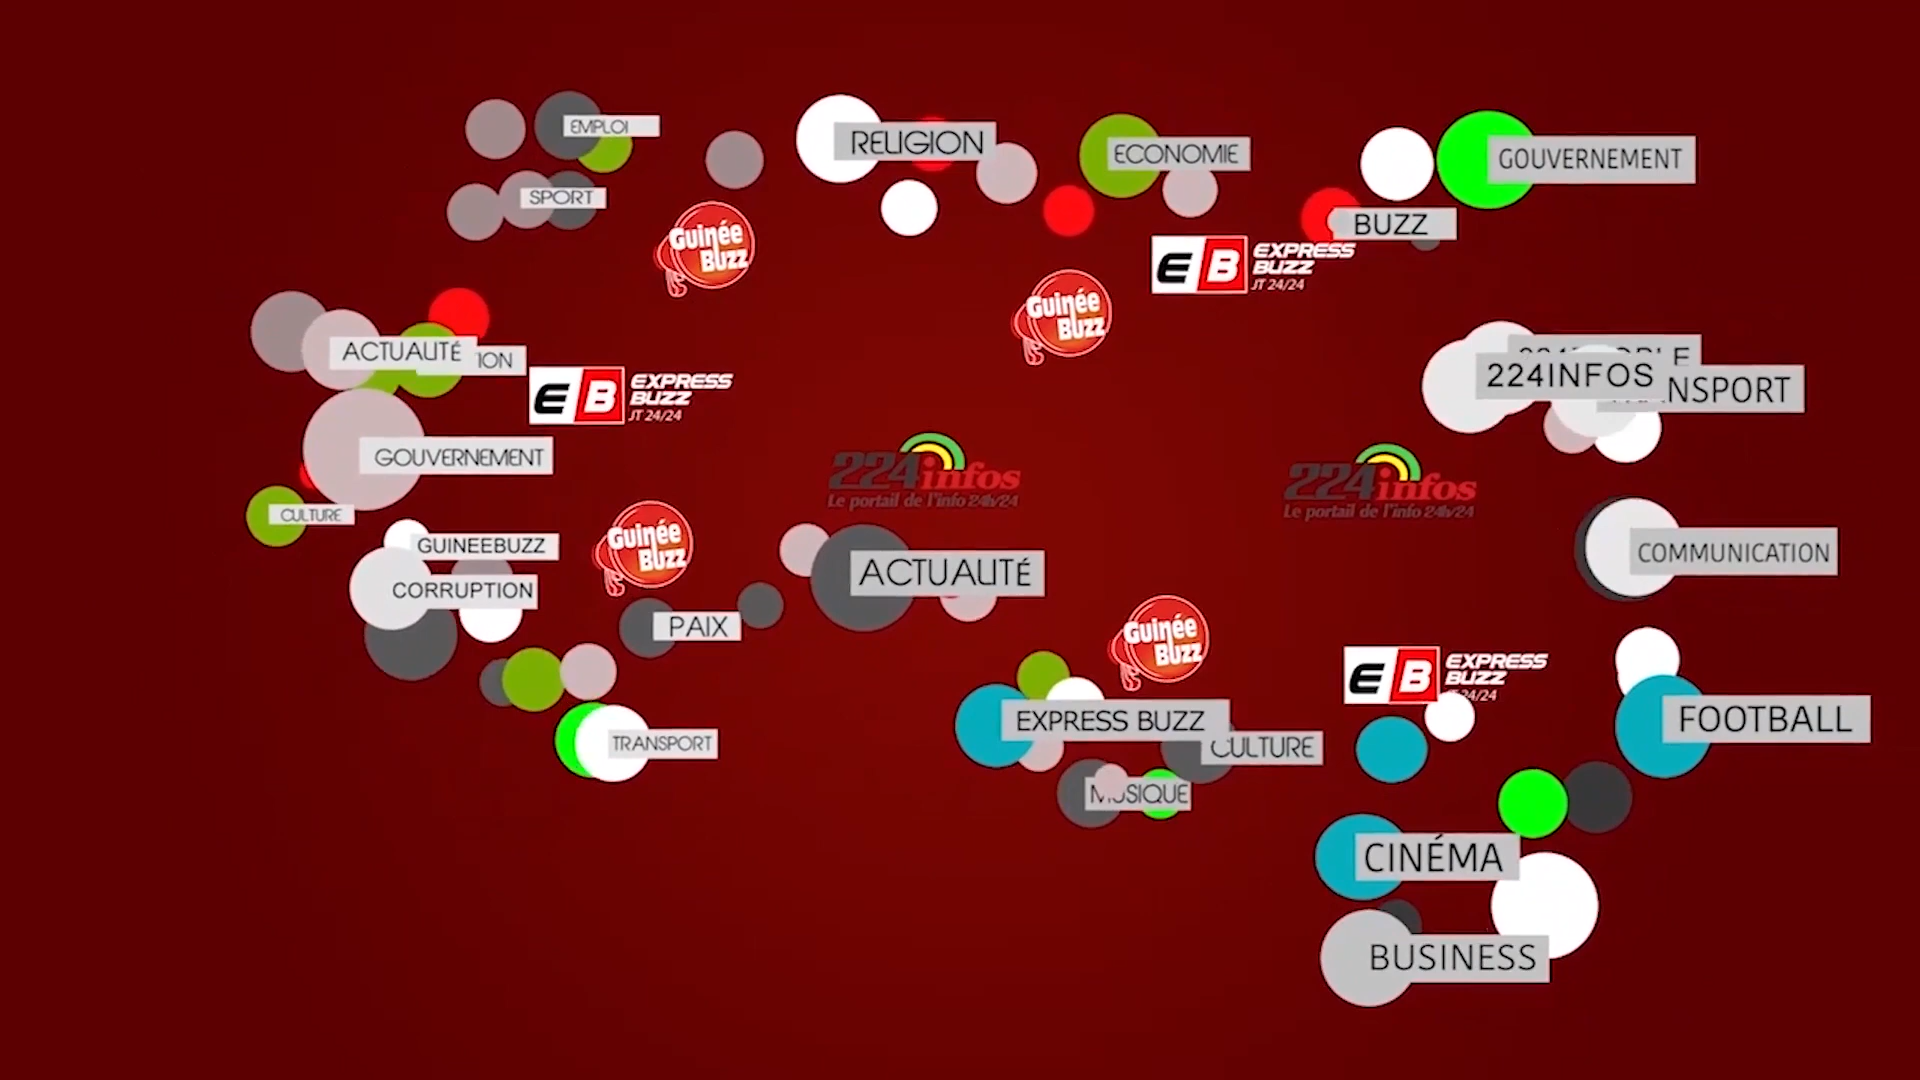 EMPLOI
RELIGION
ECONOMIE
GOUVERNEMENT
SPORT
BUZZ
Guinée
Buzz
EB EXPRESS
BUZZ
JT 24/24
Guinée
Buzz
ACTUALITÉ
224INFOS
EB EXPRESS
BUZZ
JT 24/24
GOUVERNEMENT
224infos
Le portail de l'info 24h/24
224infos
Le portail de l'info 24h/24
CULTURE
GUINEEBUZZ
Guinée
Buzz
COMMUNICATION
CORRUPTION
ACTUALITÉ
PAIX
Guinée
Buzz
EB EXPRESS
BUZZ
24/24
EXPRESS BUZZ
FOOTBALL
TRANSPORT
CULTURE
MUSIQUE
CINÉMA
BUSINESS